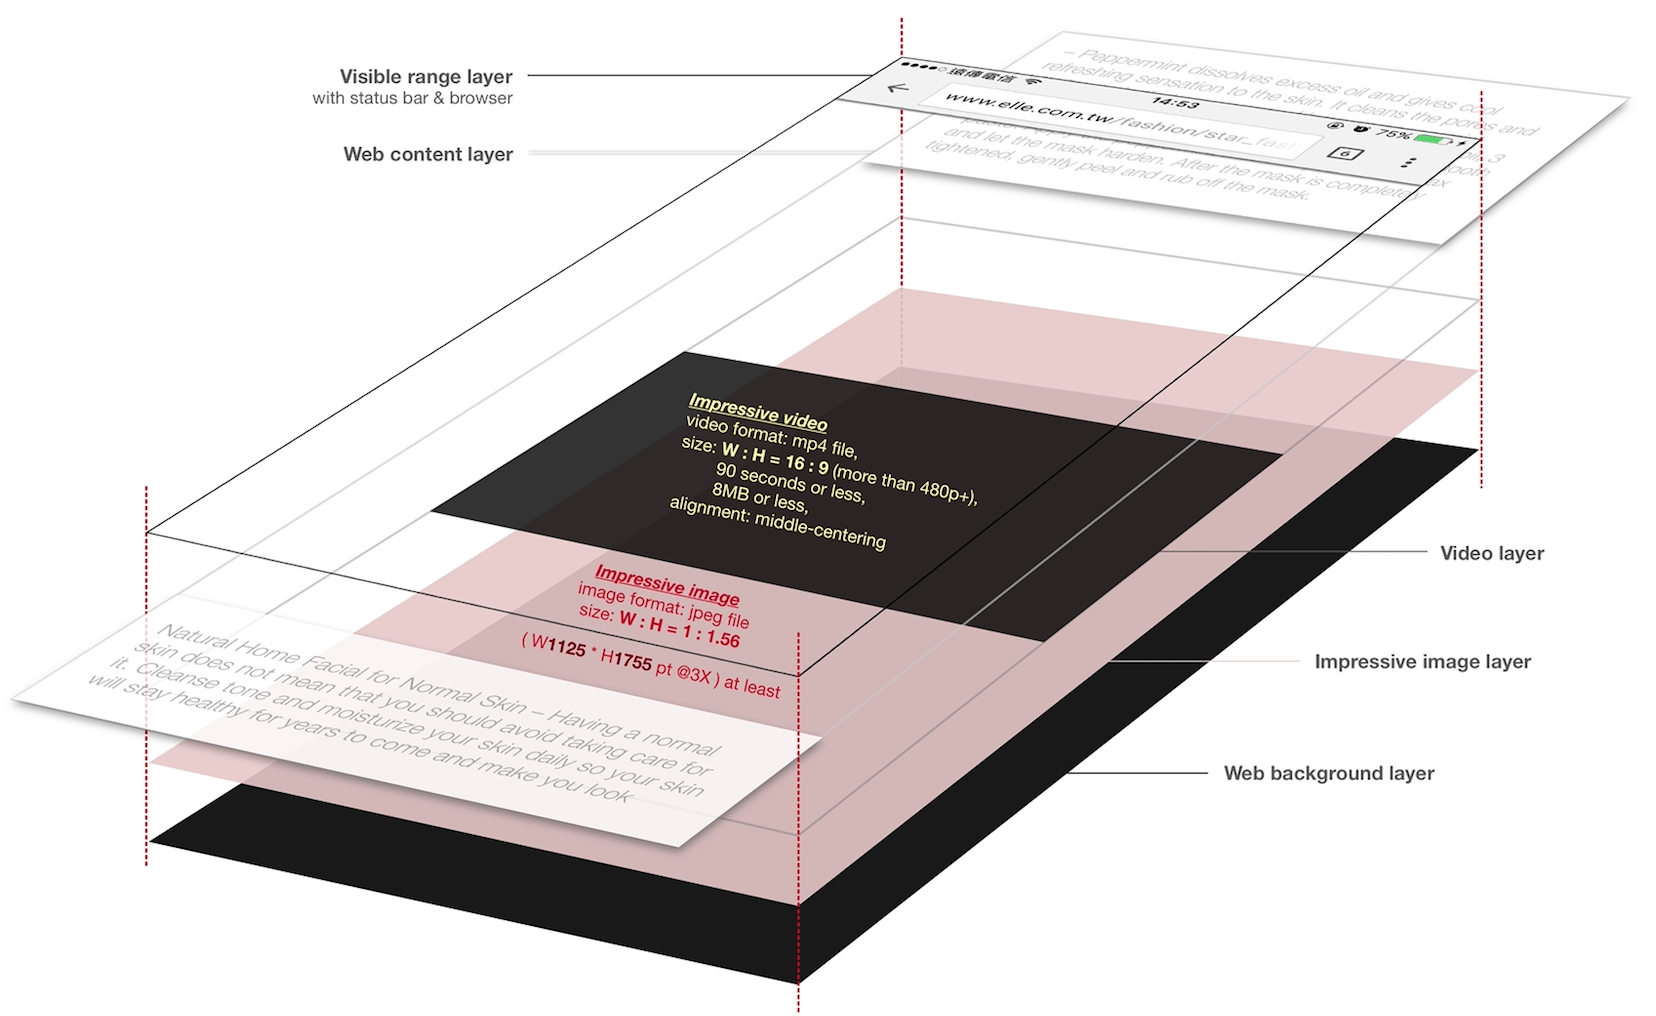 Visible range layer
with status bar & browser
Web content layer
– Peppermint dissolves excess oil and gives cool
refreshing sensation to the skin. It cleans the pores and
遠傳電信
14:53
75%
www.elle.com.tw/fashion/star_fash
6
and let the mask harden. After the mask is completely
tightened, gently peel and rub off the mask.
Impressive video
video format: mp4 file,
size: W : H = 16 : 9 (more than 480p+),
90 seconds or less,
8MB or less,
alignment: middle-centering
Impressive image
image format: jpeg file
size: W : H = 1 : 1.56
( W1125 * H1755 pt @3X ) at least
Natural Home Facial for Normal Skin – Having a normal
skin does not mean that you should avoid taking care for
it. Cleanse tone and moisturize your skin daily so your skin
will stay healthy for years to come and make you look
Video layer
Impressive image layer
Web background layer